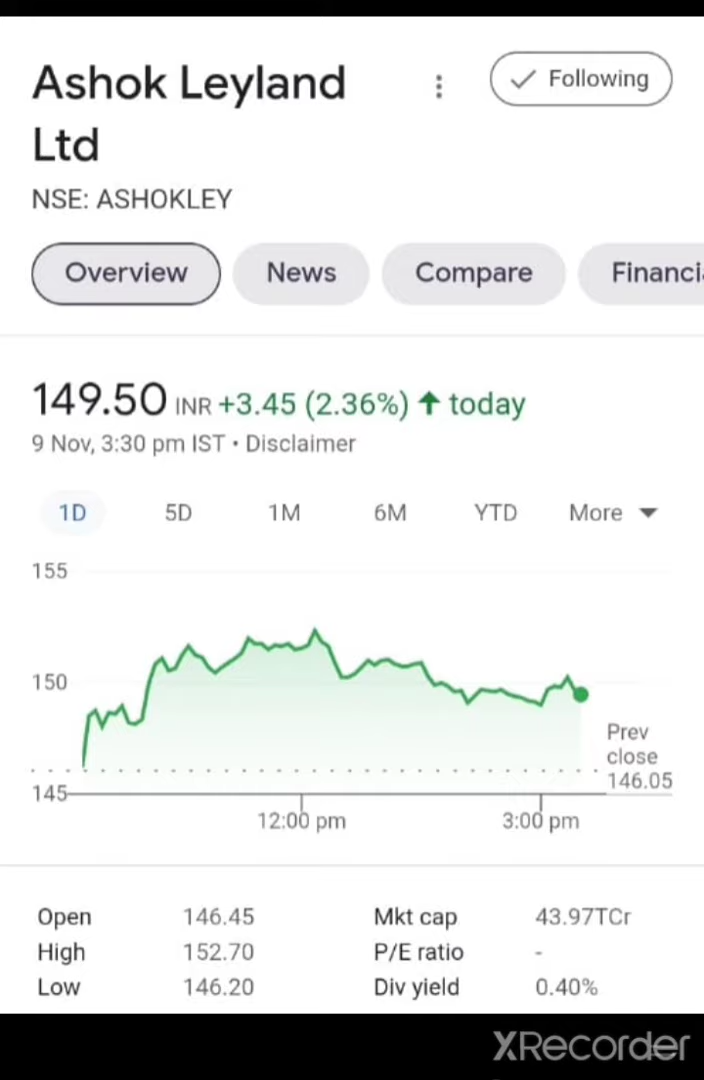 Ashok Leyland
Ltd
Following
NSE: ASHOKLEY
Overview News Compare Financi
149.50 INR +3.45 (2.36%) ↑ today
9 Nov, 3:30 pm IST • Disclaimer
1D 5D 1M 6M YTD More
155
150
145
Prev
close
146.05
12:00 pm 3:00 pm
Open 146.45 Mkt cap 43.97TCr
High 152.70 P/E ratio -
Low 146.20 Div yield 0.40%
XRecorder